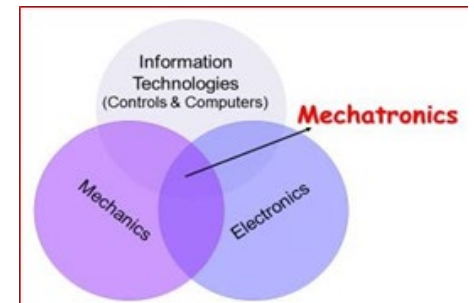 Information
Technologies
(Controls & Computers)
Mechatronics
Mechanics
Electronics